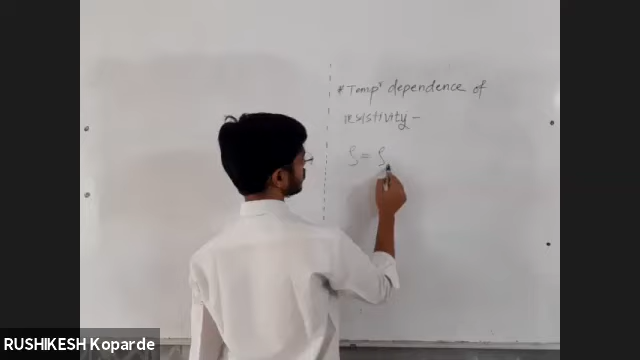 * Tempr dependence of
resistivity -
ρ = ρ
RUSHIKESH Koparde